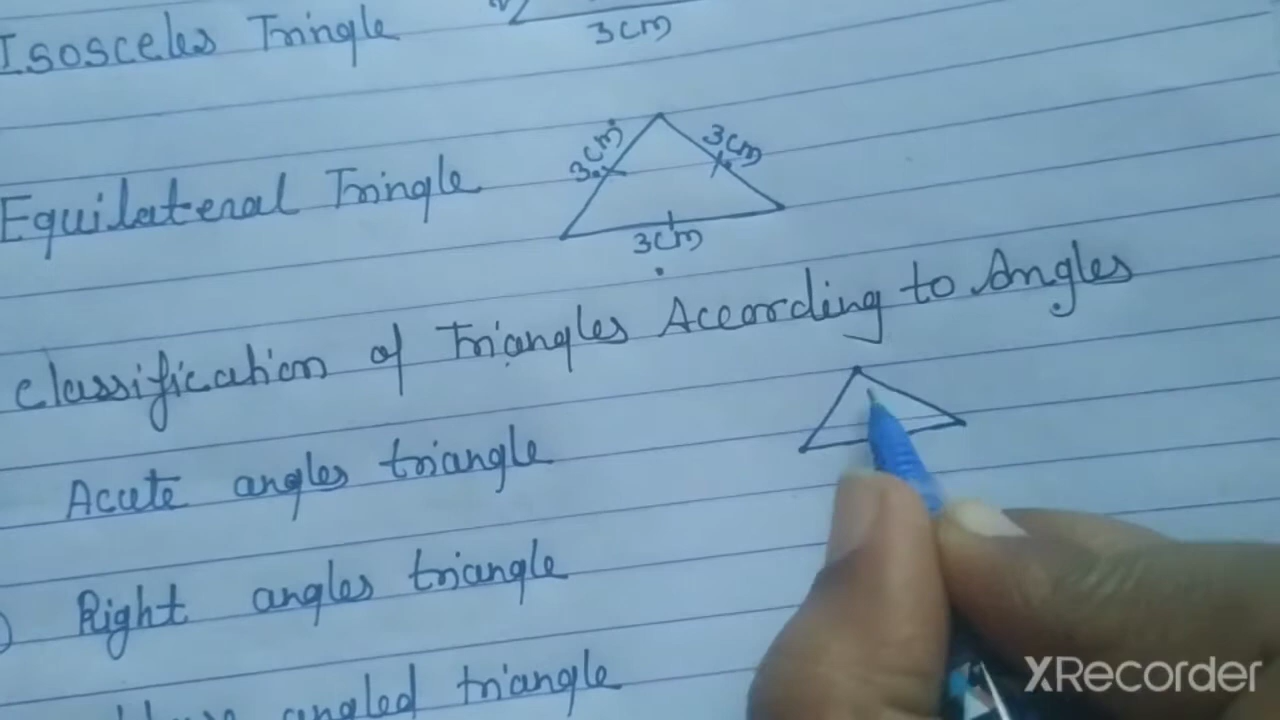 3cm
Isosceles Tringle
3cm
3cm
Equilateral Tringle
3cm
Classification of Triangles Aceording to Angles
Acute angles triangle
Right angles triangle
angled triangle
XRecorder